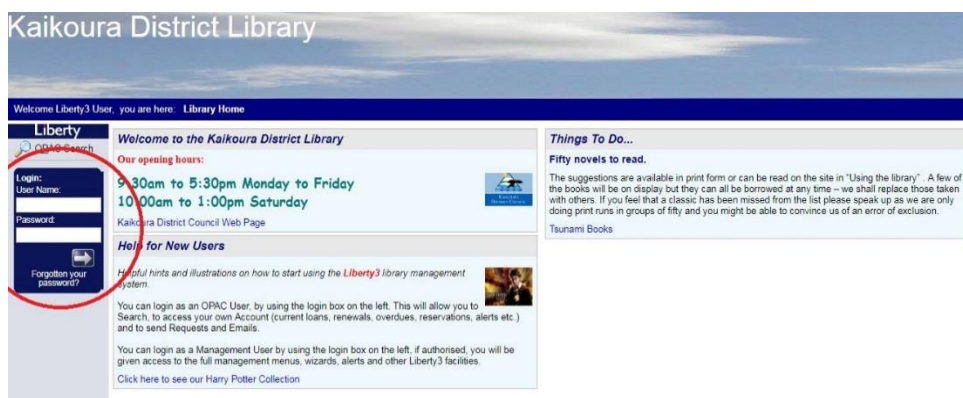 Kaikoura District Library
Welcome Liberty3 User, you are here: Library Home
Liberty
OPAC Search
Login:
User Name:
Password:
Forgotten your
password?
Welcome to the Kaikoura District Library
Our opening hours:
9:30am to 5:30pm Monday to Friday
10:00am to 1:00pm Saturday
Kaikoura District Council Web Page
Help for New Users
Helpful hints and illustrations on how to start using the Liberty3 library management
system.
You can login as an OPAC User, by using the login box on the left. This will allow you to
Search, to access your own Account (current loans, renewals, overdues, reservations, alerts etc.)
and to send Requests and Emails.
You can login as a Management User by using the login box on the left, if authorised, you will be
given access to the full management menus, wizards, alerts and other Liberty3 facilities.
Click here to see our Harry Potter Collection
Things To Do...
Fifty novels to read.
The suggestions are available in print form or can be read on the site in "Using the library" . A few of
the books will be on display but they can all be borrowed at any time – we shall replace those taken
with others. If you feel that a classic has been missed from the list please speak up as we are only
doing print runs in groups of fifty and you might be able to convince us of an error of exclusion.
Tsunami Books